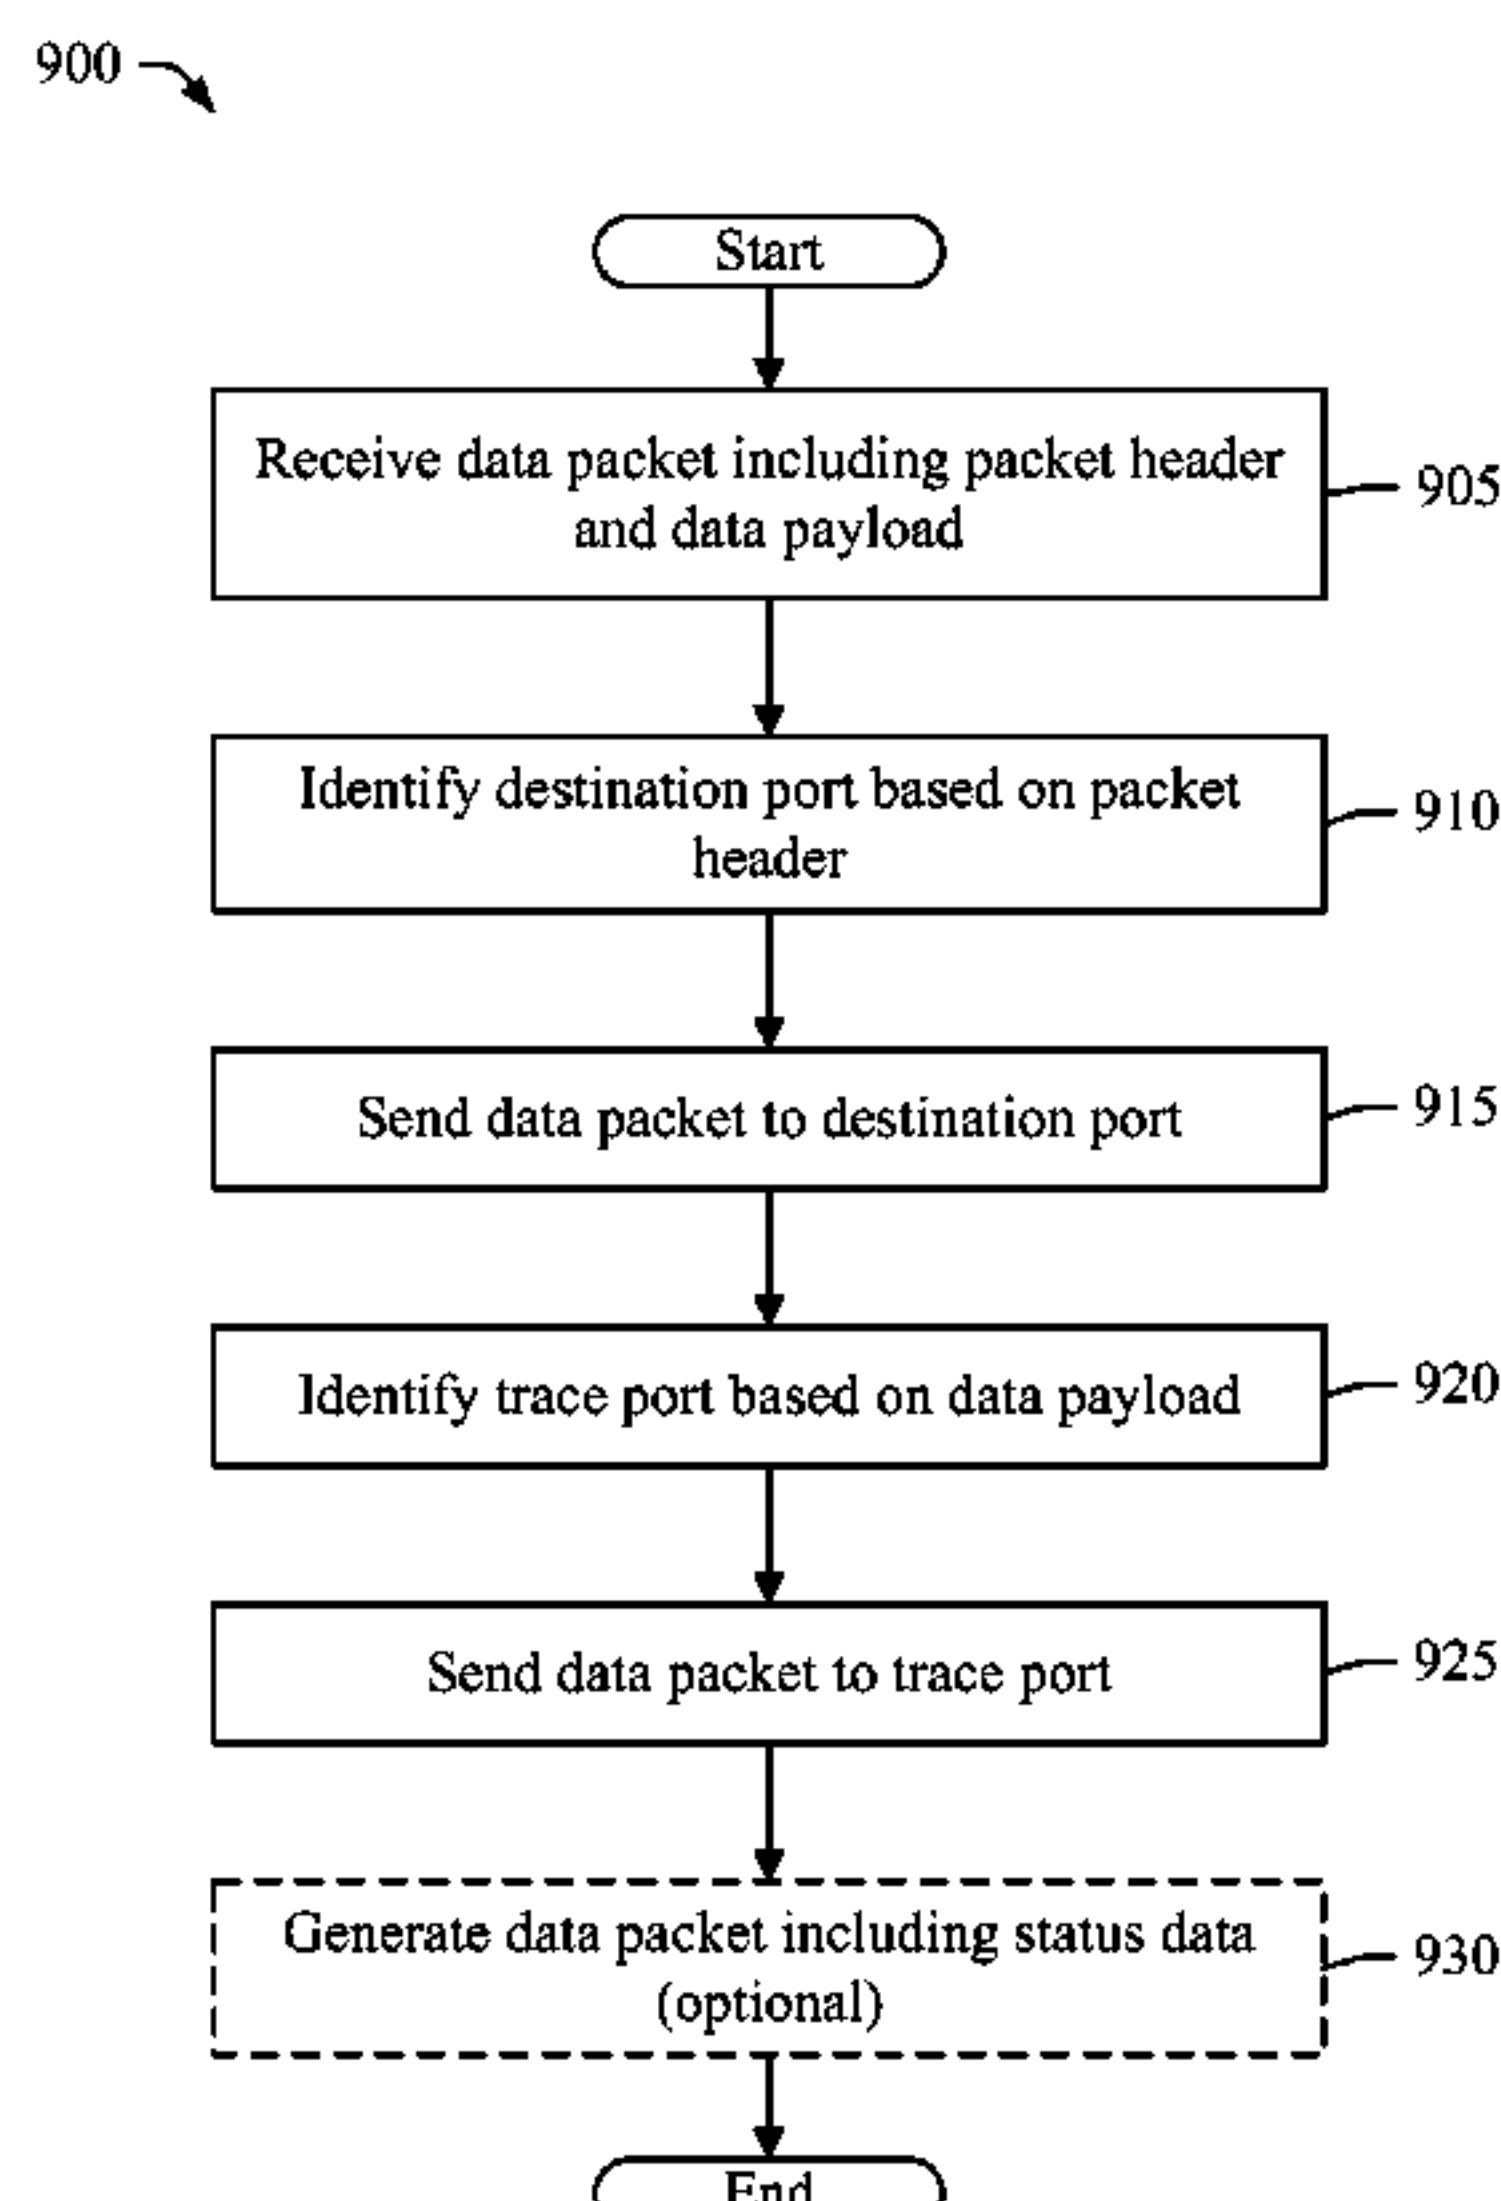 900
Start
Receive data packet including packet header
and data payload
905
Identify destination port based on packet
header
910
Send data packet to destination port
915
Identify trace port based on data payload
920
Send data packet to trace port
925
Generate data packet including status data
(optional)
930
End